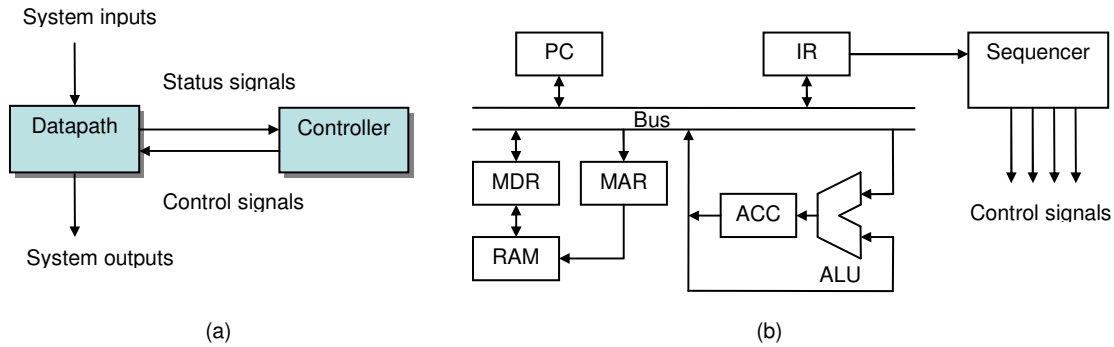 System inputs
Status signals
Datapath
Controller
Control signals
System outputs
(a)
PC
IR
Sequencer
Bus
MDR
MAR
ACC
RAM
ALU
Control signals
(b)